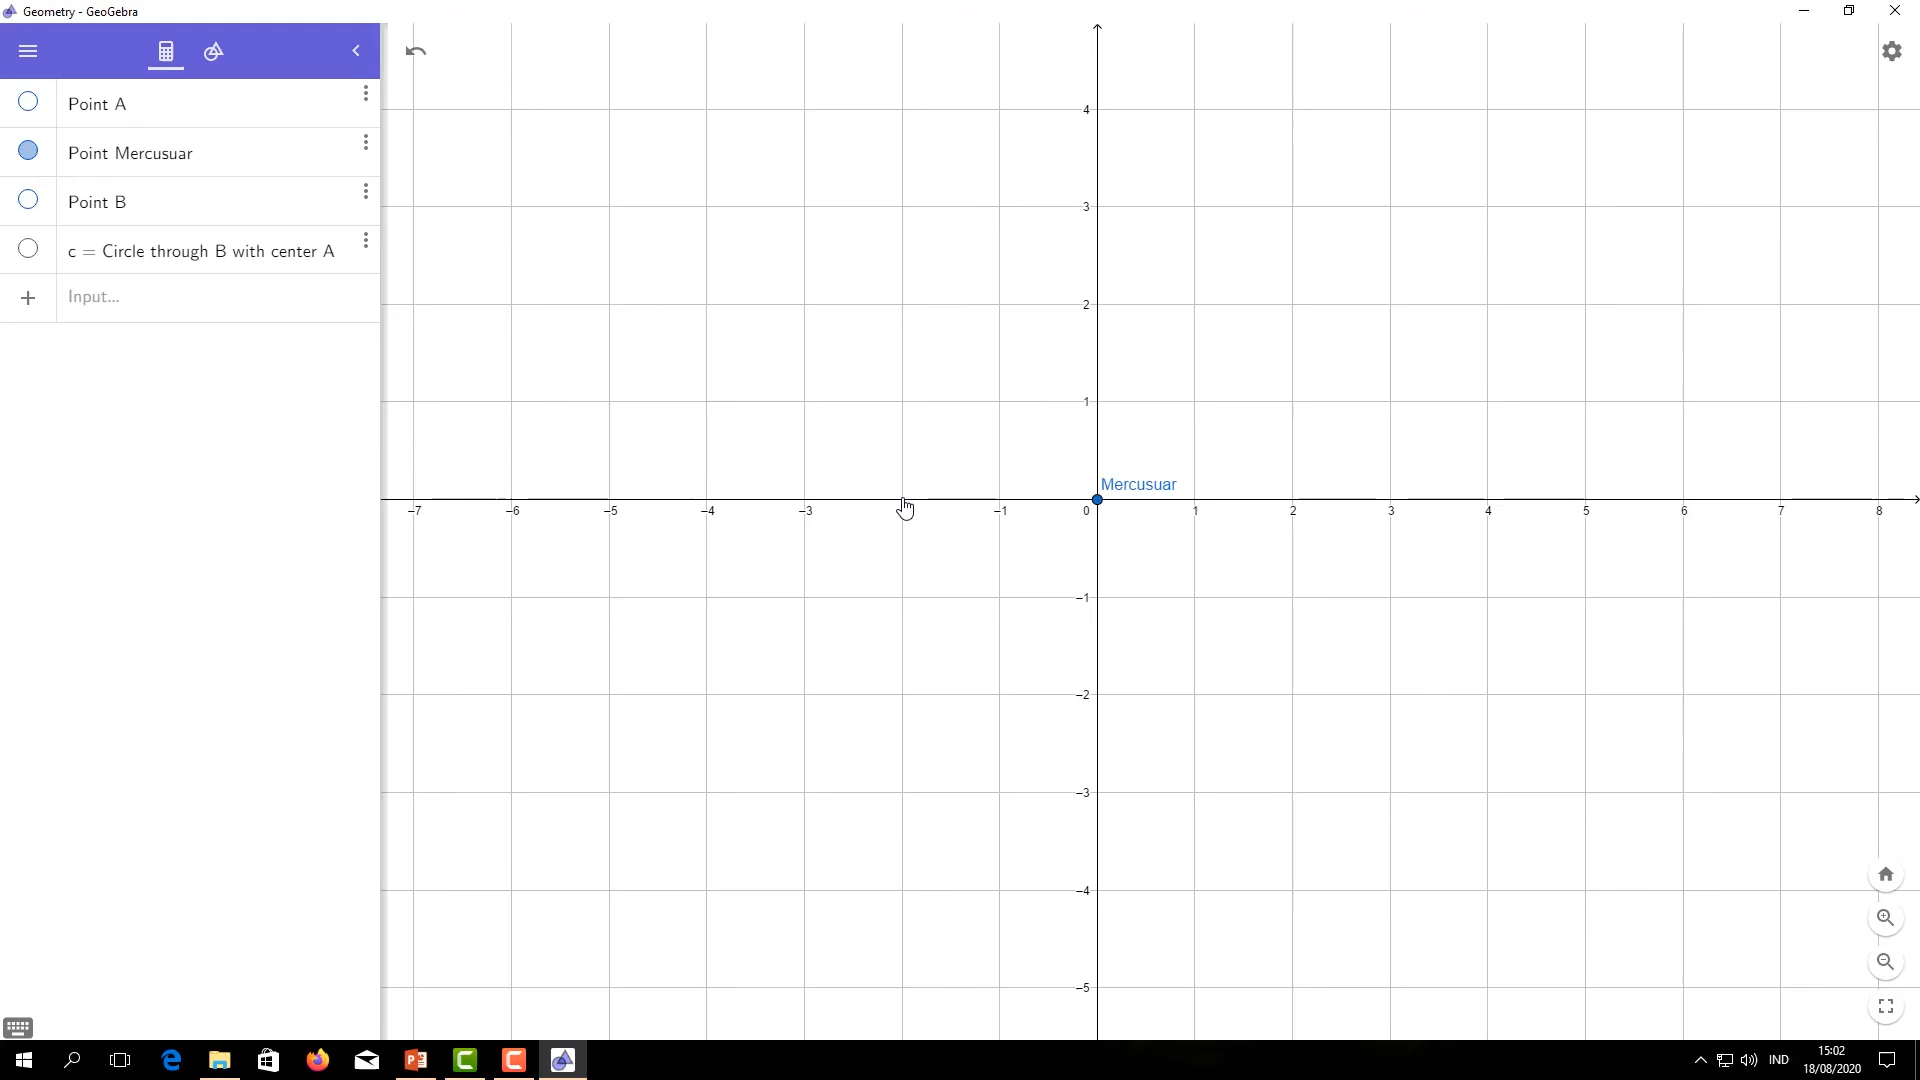 Geometry - GeoGebra
Point A
Point Mercusuar
Point B
c = Circle through B with center A
Input...
4
3
2
1
Mercusuar
−7 −6 −5 −4 −3 −1 0 1 2 3 4 5 6 7 8
−1
−2
−3
−4
−5
IND
15:02
18/08/2020